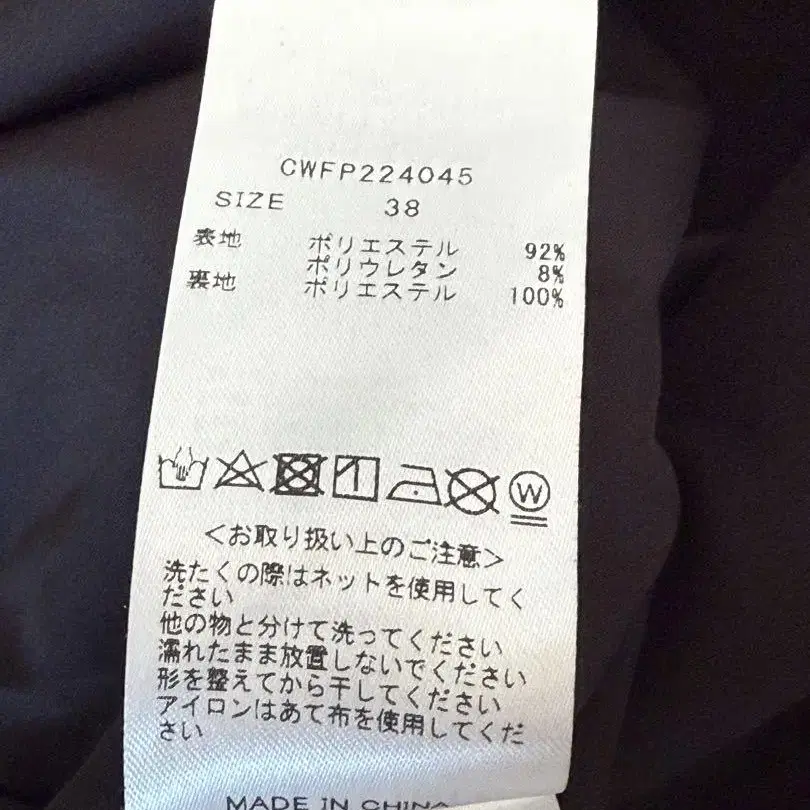 CWFP224045
SIZE 38
表地 ポリエステル 92%
ポリウレタン 8%
裏地 ポリエステル 100%
W
＜お取り扱い上のご注意＞
洗たくの際はネットを使用してく
ださい
他の物と分けて洗ってください
濡れたまま放置しないでください
形を整えてから干してください
アイロンはあて布を使用してくだ
さい
MADE IN CHINA